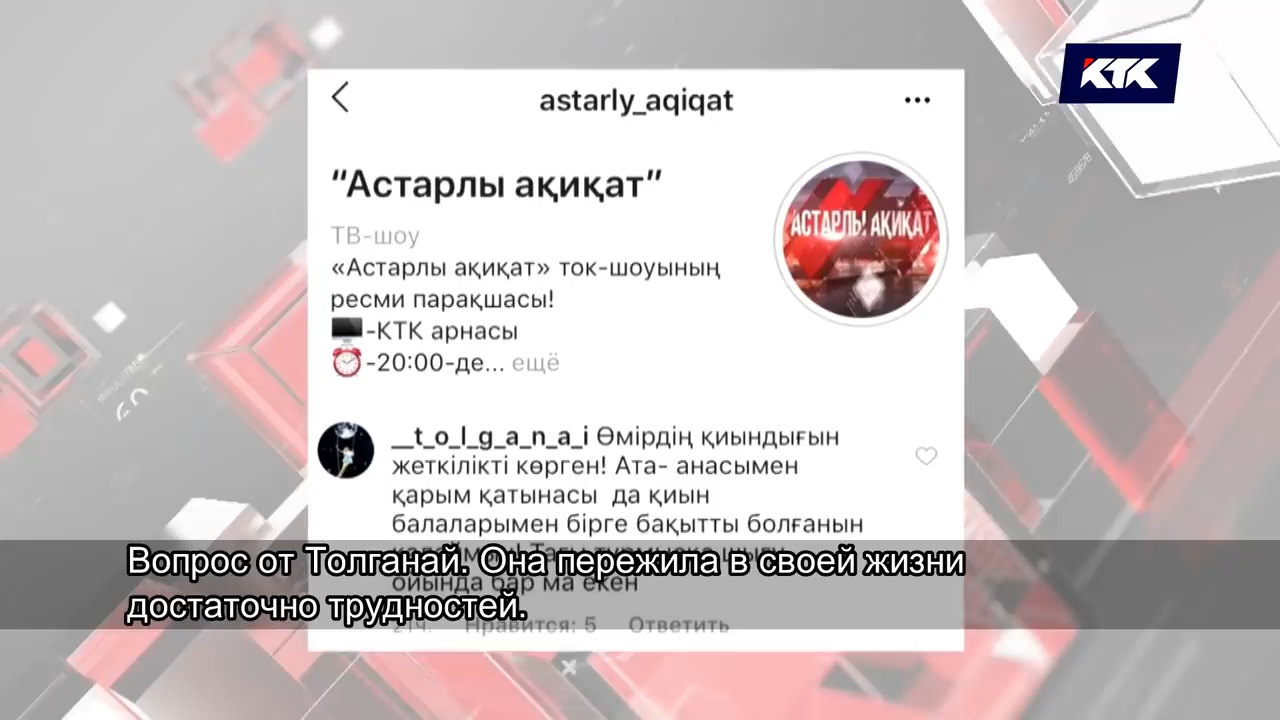 КТК
astarly_aqiqat
“Астарлы ақиқат”
АСТАРЛЫ АҚИҚАТ
ТВ-шоу
«Астарлы ақиқат» ток-шоуының
ресми парақшасы!
-КТК арнасы
-20:00-де... ещё
__t_o_l_g_a_n_a_i Өмірдің қиындығын
жеткілікті көрген! Ата- анасымен
қарым қатынасы да қиын
балаларымен бірге бақытты болғанын
Вопрос от Толганай. Она пережила в своей жизни
ойында бар ма екен
достаточно трудностей.
Нравится: 5 Ответить